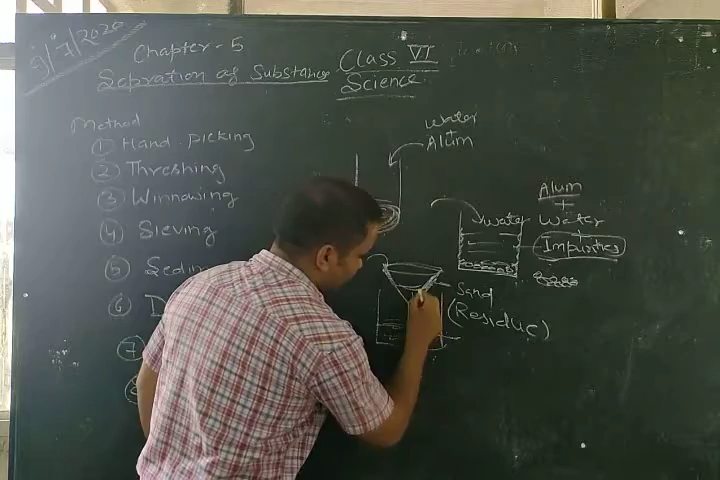 9/7/2020
Chapter - 5
Sepration of Substance
Class VI
Science
Method
① Hand picking
② Threshing
③ Winnowing
④ Sieving
⑤ Sedim
⑥ D
⑦
⑧
Water
+
Alum
Alum
+
Water
+
Impurities
Water
Sand
(Residue)